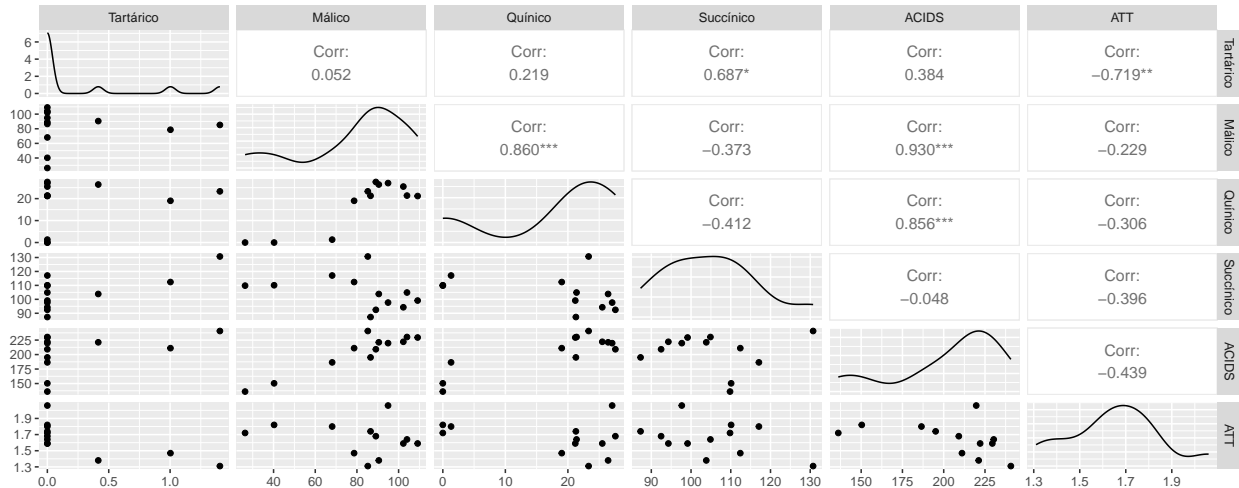 Tartárico Málico Quínico Succínico ACIDS ATT
6
4
2
0
Corr:
0.052
Corr:
0.219
Corr:
0.687*
Corr:
0.384
Corr:
−0.719**
Tartárico
100
80
60
40
Corr:
0.860***
Corr:
−0.373
Corr:
0.930***
Corr:
−0.229
Málico
20
10
0
Corr:
−0.412
Corr:
0.856***
Corr:
−0.306
Quínico
130
120
110
100
90
Corr:
−0.048
Corr:
−0.396
Succínico
225
200
175
150
Corr:
−0.439
ACIDS
1.9
1.7
1.5
1.3
ATT
0.0 0.5 1.0 40 60 80 100 0 10 20 90 100 110 120 130 150 175 200 225 1.3 1.5 1.7 1.9